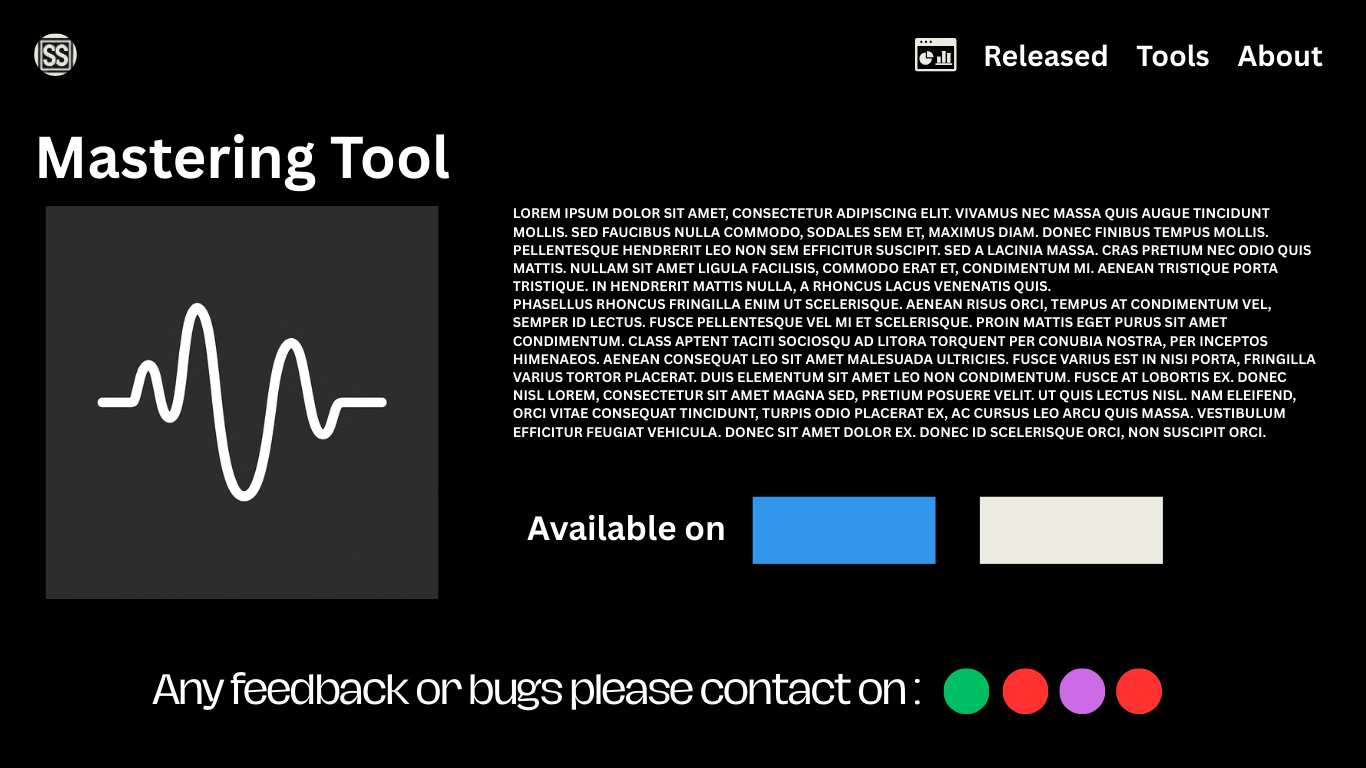 SS
Released Tools About
Mastering Tool
LOREM IPSUM DOLOR SIT AMET, CONSECTETUR ADIPISCING ELIT. VIVAMUS NEC MASSA QUIS AUGUE TINCIDUNT
MOLLIS. SED FAUCIBUS NULLA COMMODO, SODALES SEM ET, MAXIMUS DIAM. DONEC FINIBUS TEMPUS MOLLIS.
PELLENTESQUE HENDRERIT LEO NON SEM EFFICITUR SUSCIPIT. SED A LACINIA MASSA. CRAS PRETIUM NEC ODIO QUIS
MATTIS. NULLAM SIT AMET LIGULA FACILISIS, COMMODO ERAT ET, CONDIMENTUM MI. AENEAN TRISTIQUE PORTA
TRISTIQUE. IN HENDRERIT MATTIS NULLA, A RHONCUS LACUS VENENATIS QUIS.
PHASELLUS RHONCUS FRINGILLA ENIM UT SCELERISQUE. AENEAN RISUS ORCI, TEMPUS AT CONDIMENTUM VEL,
SEMPER ID LECTUS. FUSCE PELLENTESQUE VEL MI ET SCELERISQUE. PROIN MATTIS EGET PURUS SIT AMET
CONDIMENTUM. CLASS APTENT TACITI SOCIOSQU AD LITORA TORQUENT PER CONUBIA NOSTRA, PER INCEPTOS
HIMENAEOS. AENEAN CONSEQUAT LEO SIT AMET MALESUADA ULTRICIES. FUSCE VARIUS EST IN NISI PORTA, FRINGILLA
VARIUS TORTOR PLACERAT. DUIS ELEMENTUM SIT AMET LEO NON CONDIMENTUM. FUSCE AT LOBORTIS EX. DONEC
NISL LOREM, CONSECTETUR SIT AMET MAGNA SED, PRETIUM POSUERE VELIT. UT QUIS LECTUS NISL. NAM ELEIFEND,
ORCI VITAE CONSEQUAT TINCIDUNT, TURPIS ODIO PLACERAT EX, AC CURSUS LEO ARCU QUIS MASSA. VESTIBULUM
EFFICITUR FEUGIAT VEHICULA. DONEC SIT AMET DOLOR EX. DONEC ID SCELERISQUE ORCI, NON SUSCIPIT ORCI.
Available on
Any feedback or bugs please contact on :